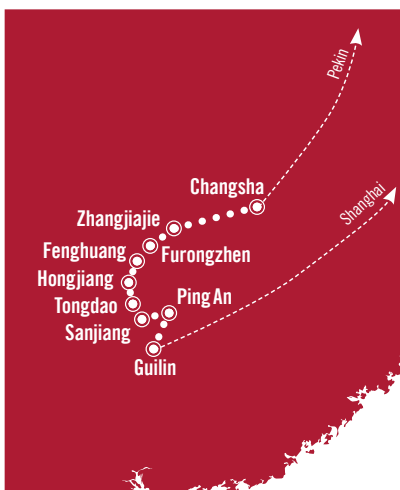 Pekin
Shanghai
Changsha
Zhangjiajie
Furongzhen
Fenghuang
Hongjiang
Ping An
Tongdao
Sanjiang
Guilin